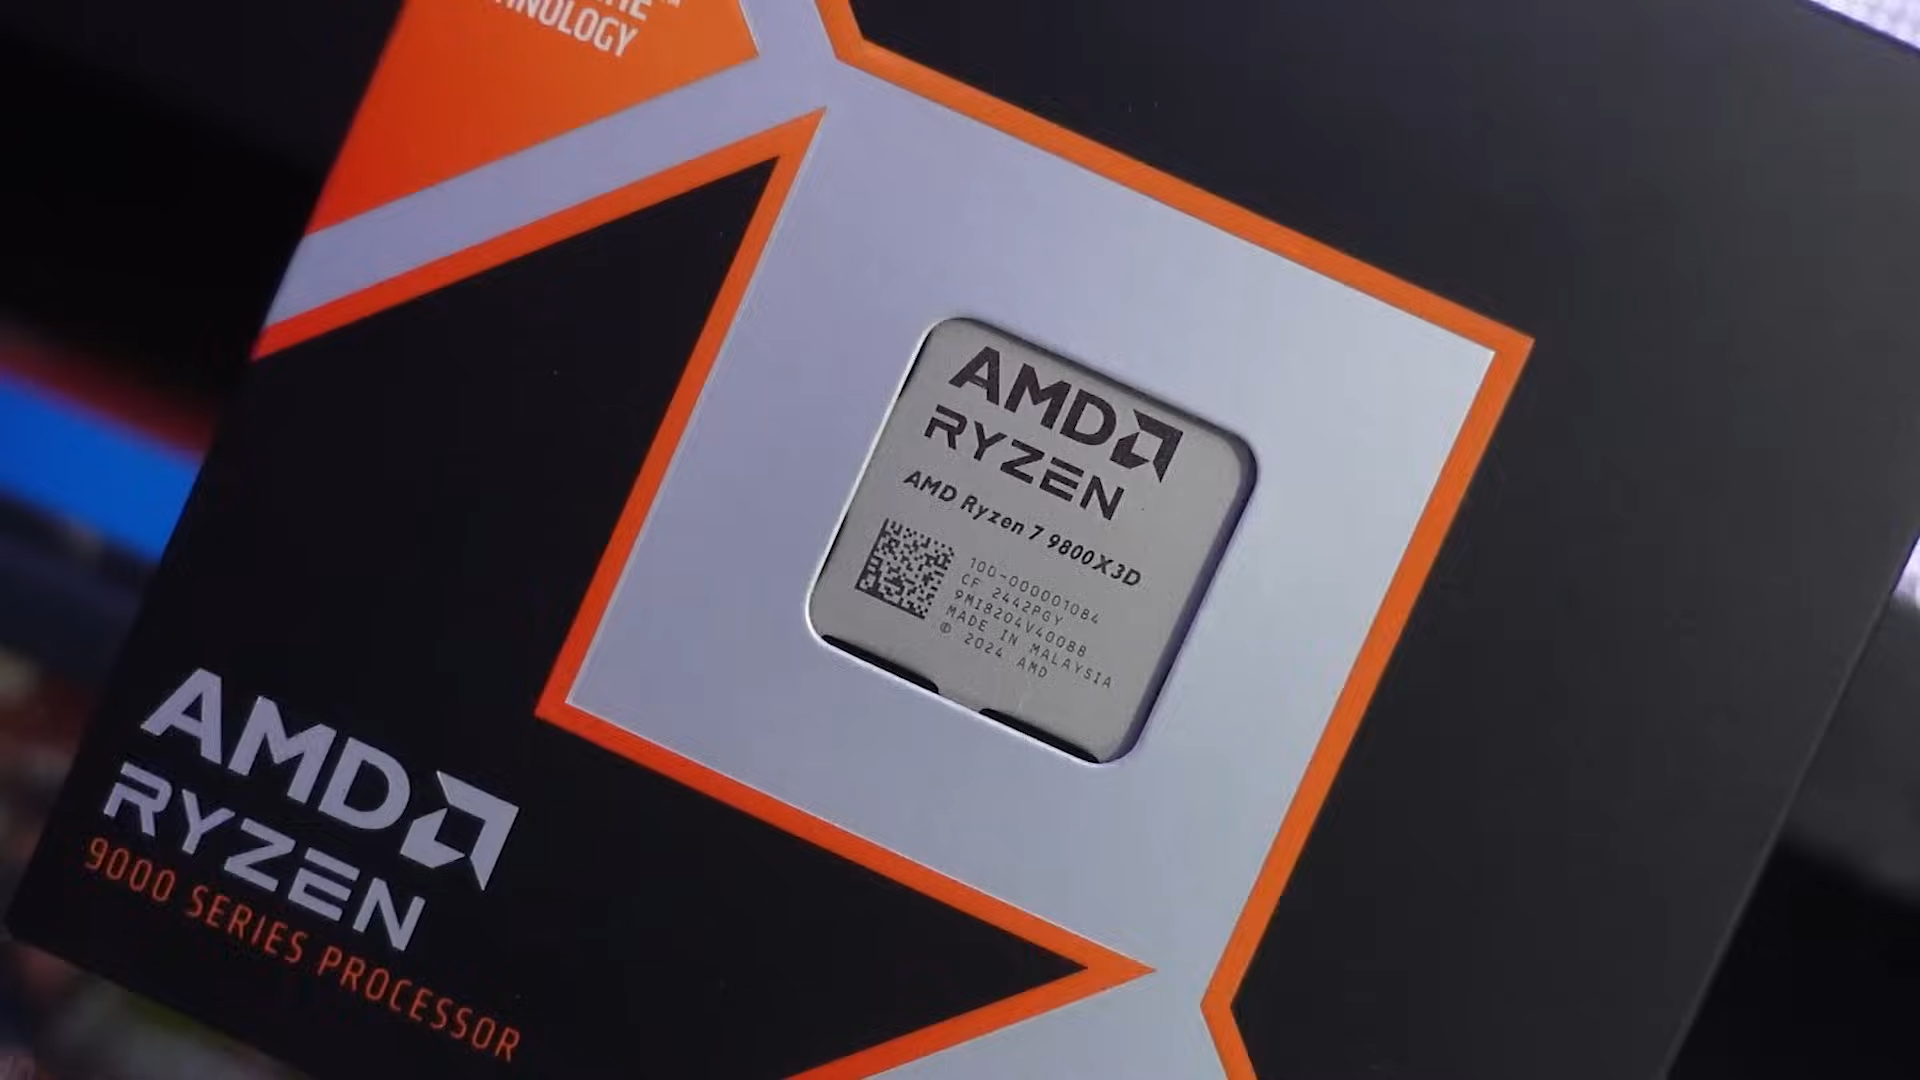 TECHNOLOGY
AMD
RYZEN
AMD Ryzen 7 9800X3D
100-000001084
CF 2442PGY
9MI8204V40088
MADE IN MALAYSIA
© 2024 AMD
AMD
RYZEN
9000 SERIES PROCESSOR